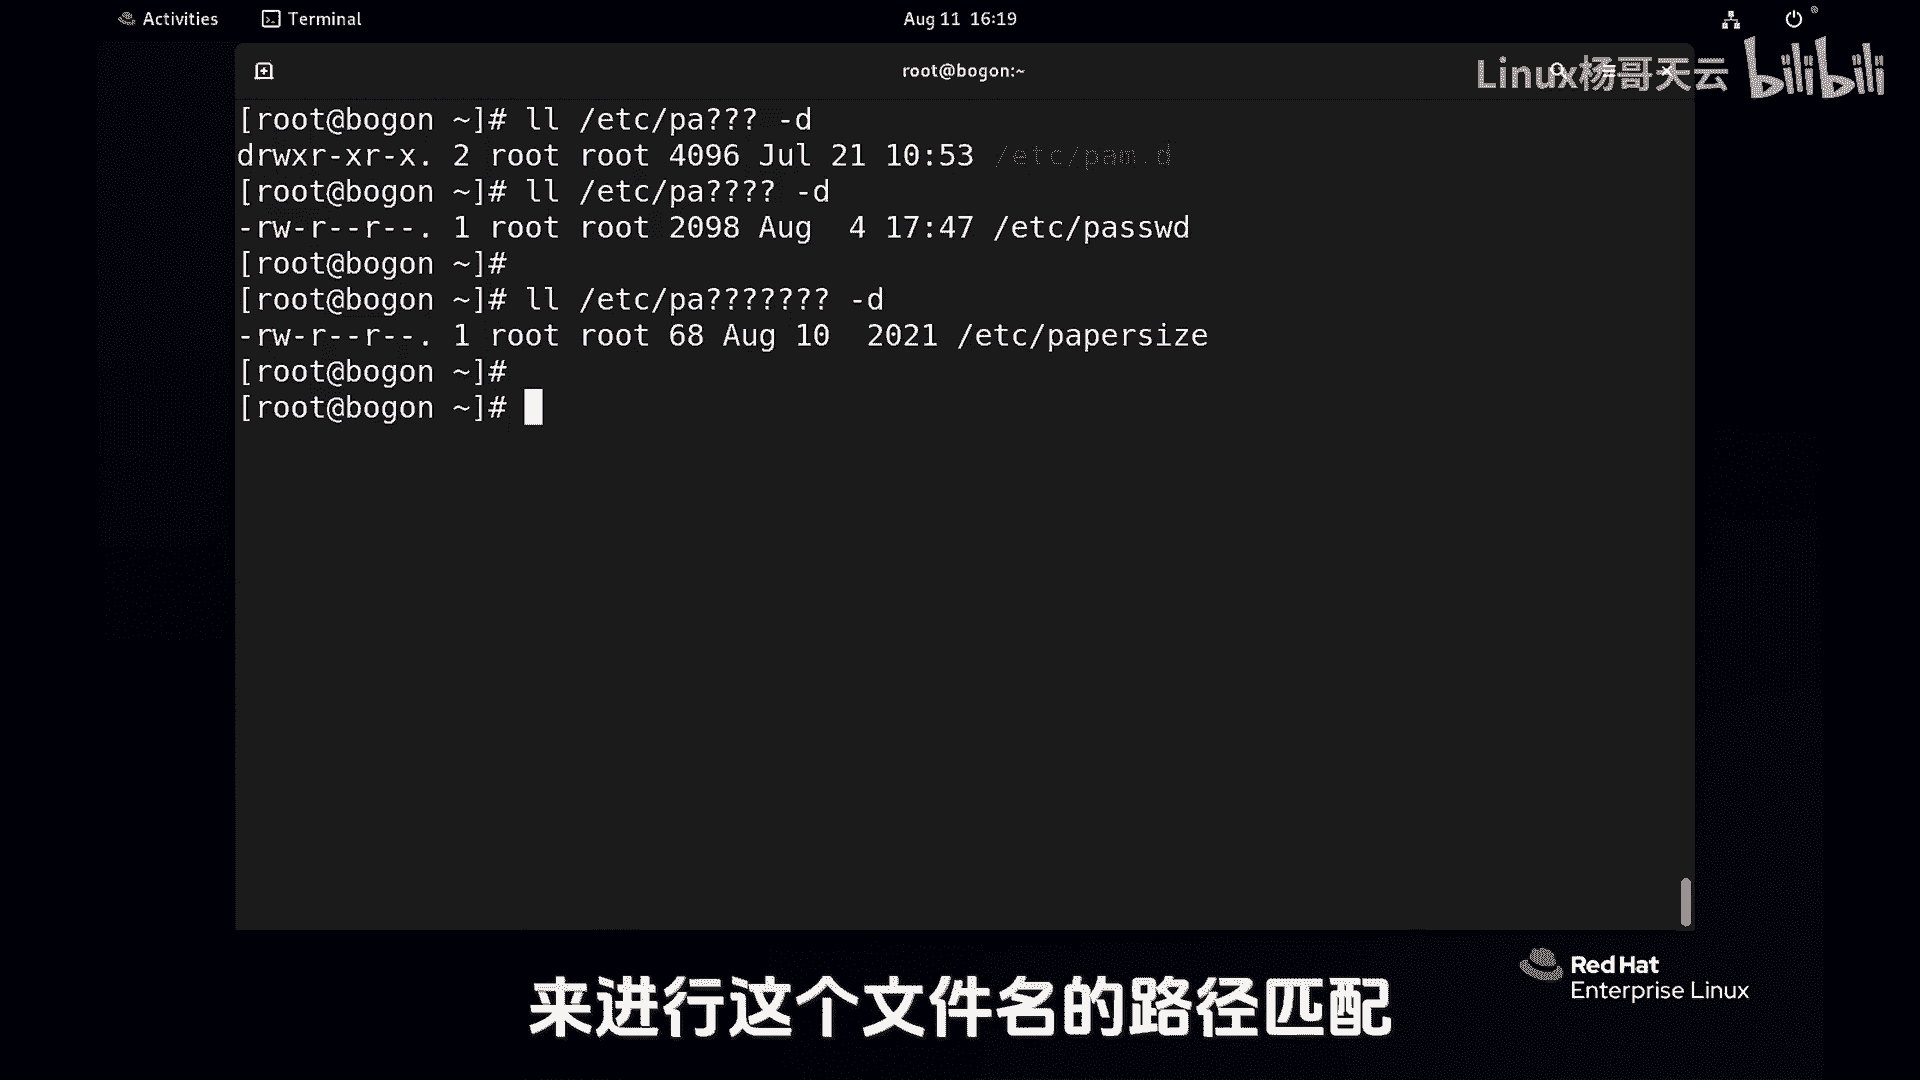 Activities
Terminal
Aug 11 16:19
root@bogon:~
Linux杨哥天云 bilibili
[root@bogon ~]# ll /etc/pa??? -d
drwxr-xr-x. 2 root root 4096 Jul 21 10:53 /etc/pam.d
[root@bogon ~]# ll /etc/pa???? -d
-rw-r--r--. 1 root root 2098 Aug  4 17:47 /etc/passwd
[root@bogon ~]#
[root@bogon ~]# ll /etc/pa??????? -d
-rw-r--r--. 1 root root 68 Aug 10  2021 /etc/papersize
[root@bogon ~]#
[root@bogon ~]#
Red Hat
Enterprise Linux
来进行这个文件名的路径匹配